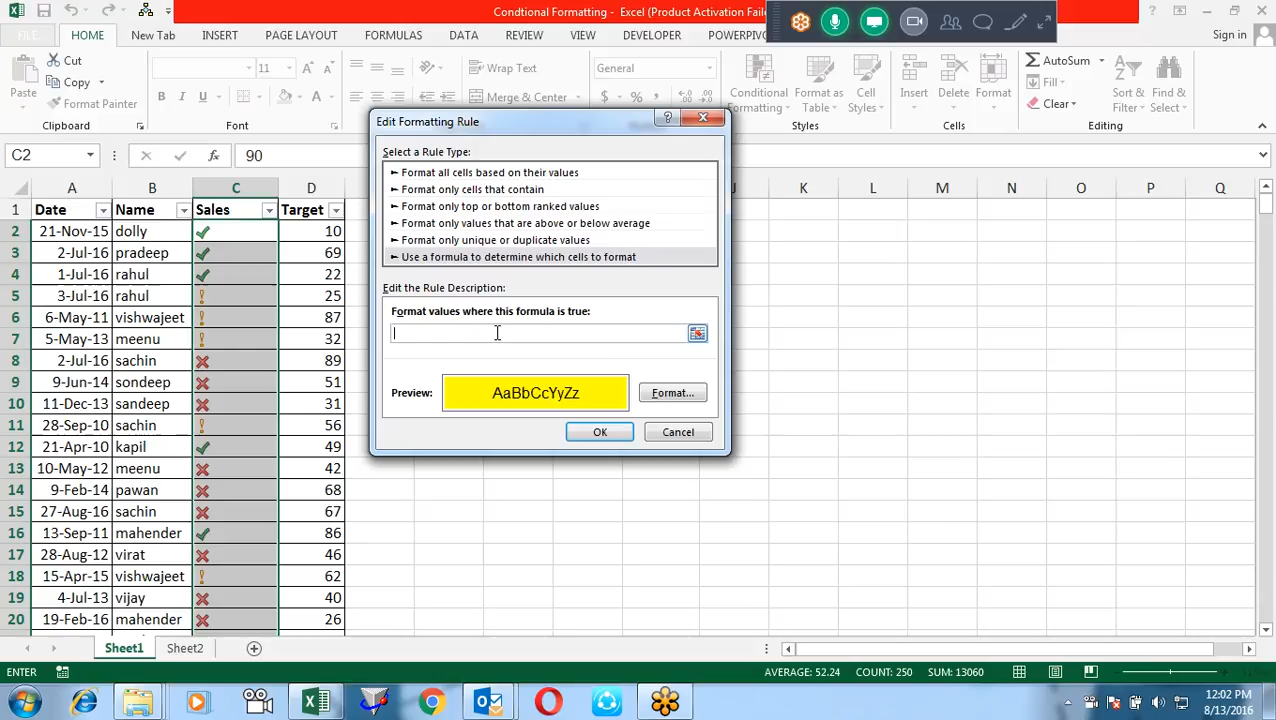 Condtional Formatting - Excel (Product Activation Faile
Sign in
FILE HOME New Tab INSERT PAGE LAYOUT FORMULAS DATA REVIEW VIEW DEVELOPER POWERPIV
Paste Cut Copy Format Painter Clipboard
11 B I U Font
Wrap Text Merge & Center
General $ % ,
Conditional Formatting Format as Table Cell Styles Styles
Insert Delete Format Cells
AutoSum Fill Clear Sort & Filter Find & Select Editing
C2 fx 90
Edit Formatting Rule
Select a Rule Type:
► Format all cells based on their values
► Format only cells that contain
► Format only top or bottom ranked values
► Format only values that are above or below average
► Format only unique or duplicate values
► Use a formula to determine which cells to format
Edit the Rule Description:
Format values where this formula is true:
Preview: AaBbCcYyZz Format...
OK Cancel
A B C D J K L M N O P Q
1 Date Name Sales Target
2 21-Nov-15 dolly 10
3 2-Jul-16 pradeep 69
4 1-Jul-16 rahul 22
5 3-Jul-16 rahul 25
6 6-May-11 vishwajeet 87
7 5-May-13 meenu 32
8 2-Jul-16 sachin 89
9 9-Jun-14 sondeep 51
10 11-Dec-13 sandeep 31
11 28-Sep-10 sachin 56
12 21-Apr-10 kapil 49
13 10-May-12 meenu 42
14 9-Feb-14 pawan 68
15 27-Aug-16 sachin 67
16 13-Sep-11 mahender 86
17 28-Aug-12 virat 46
18 15-Apr-15 vishwajeet 62
19 4-Jul-13 vijay 40
20 19-Feb-16 mahender 26
Sheet1 Sheet2
ENTER AVERAGE: 52.24 COUNT: 250 SUM: 13060
12:02 PM
8/13/2016